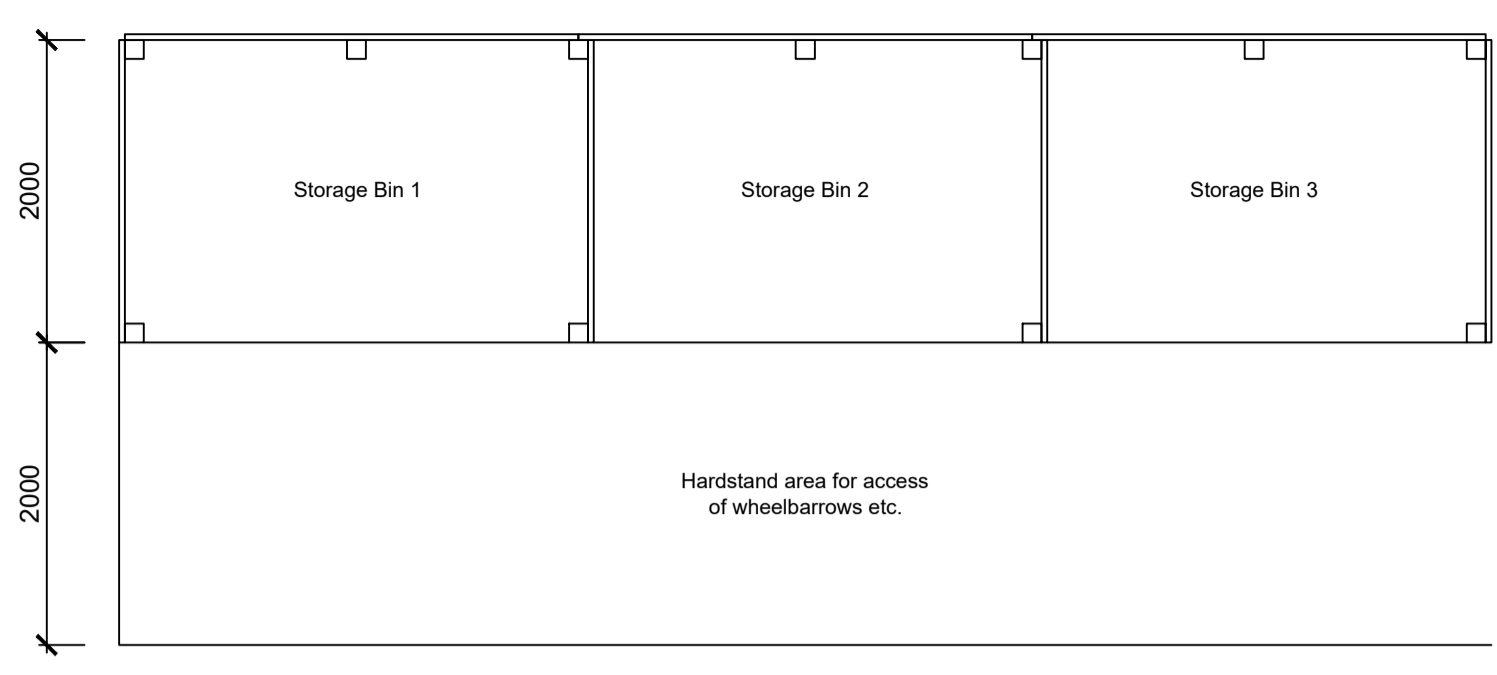 2000
Storage Bin 1
Storage Bin 2
Storage Bin 3
2000
Hardstand area for access
of wheelbarrows etc.